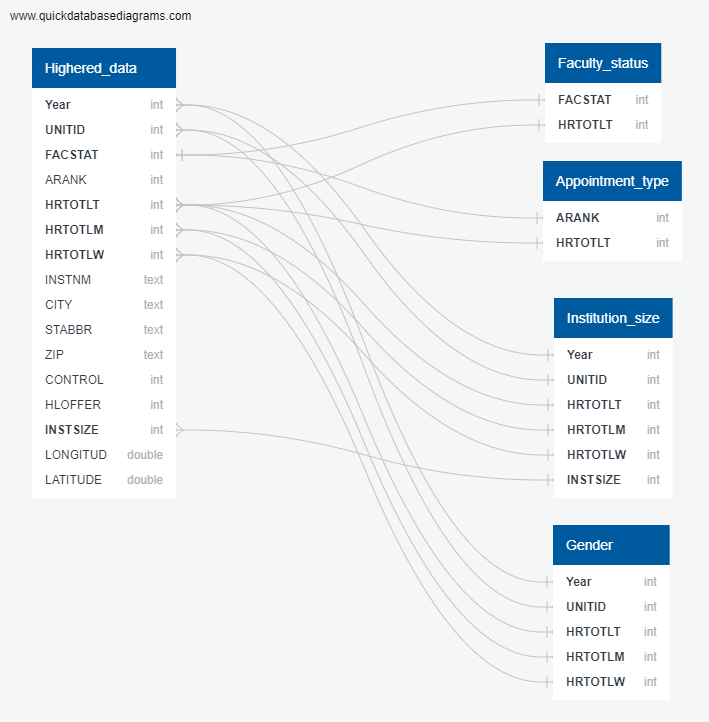 www.quickdatabasediagrams.com
Highered_data
Year int
UNITID int
FACSTAT int
ARANK int
HRTOTLT int
HRTOTLM int
HRTOTLW int
INSTNM text
CITY text
STABBR text
ZIP text
CONTROL int
HLOFFER int
INSTSIZE int
LONGITUD double
LATITUDE double
Faculty_status
FACSTAT int
HRTOTLT int
Appointment_type
ARANK int
HRTOTLT int
Institution_size
Year int
UNITID int
HRTOTLT int
HRTOTLM int
HRTOTLW int
INSTSIZE int
Gender
Year int
UNITID int
HRTOTLT int
HRTOTLM int
HRTOTLW int